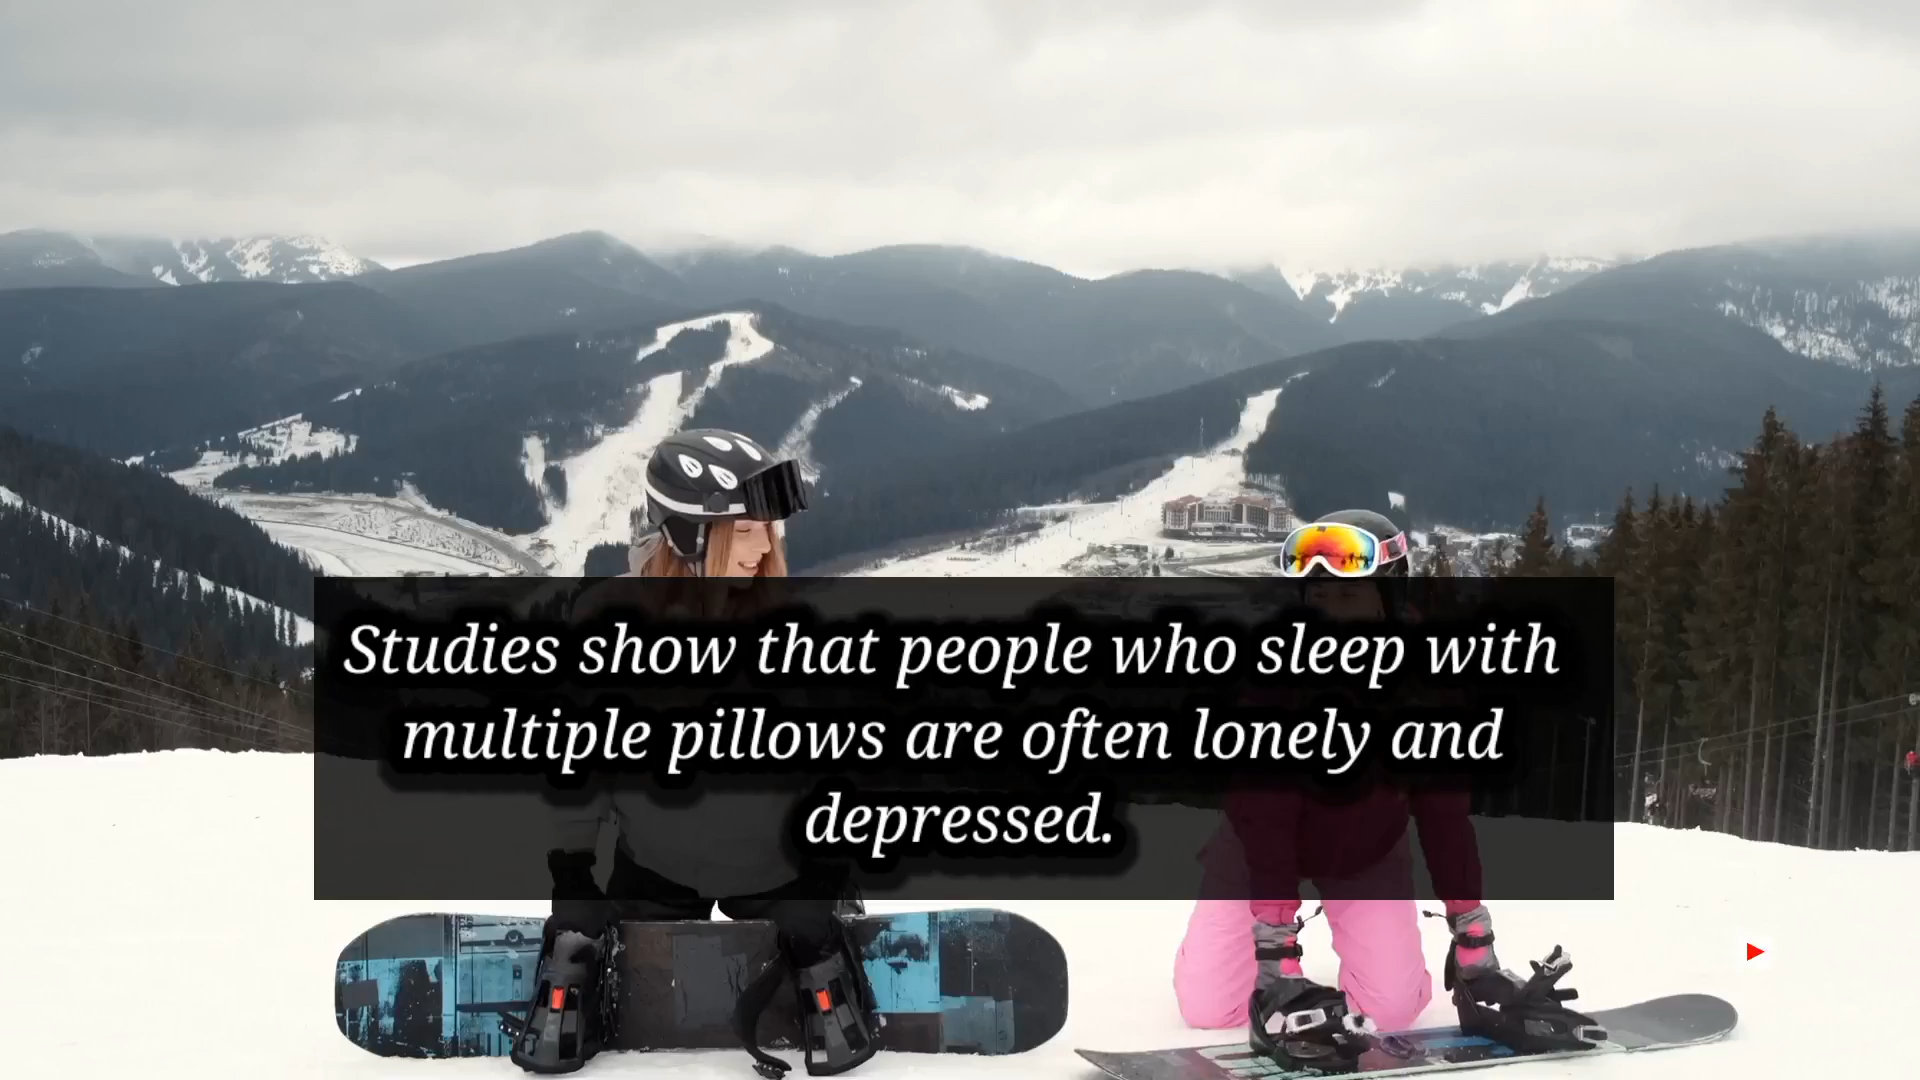 Studies show that people who sleep with
multiple pillows are often lonely and
depressed.